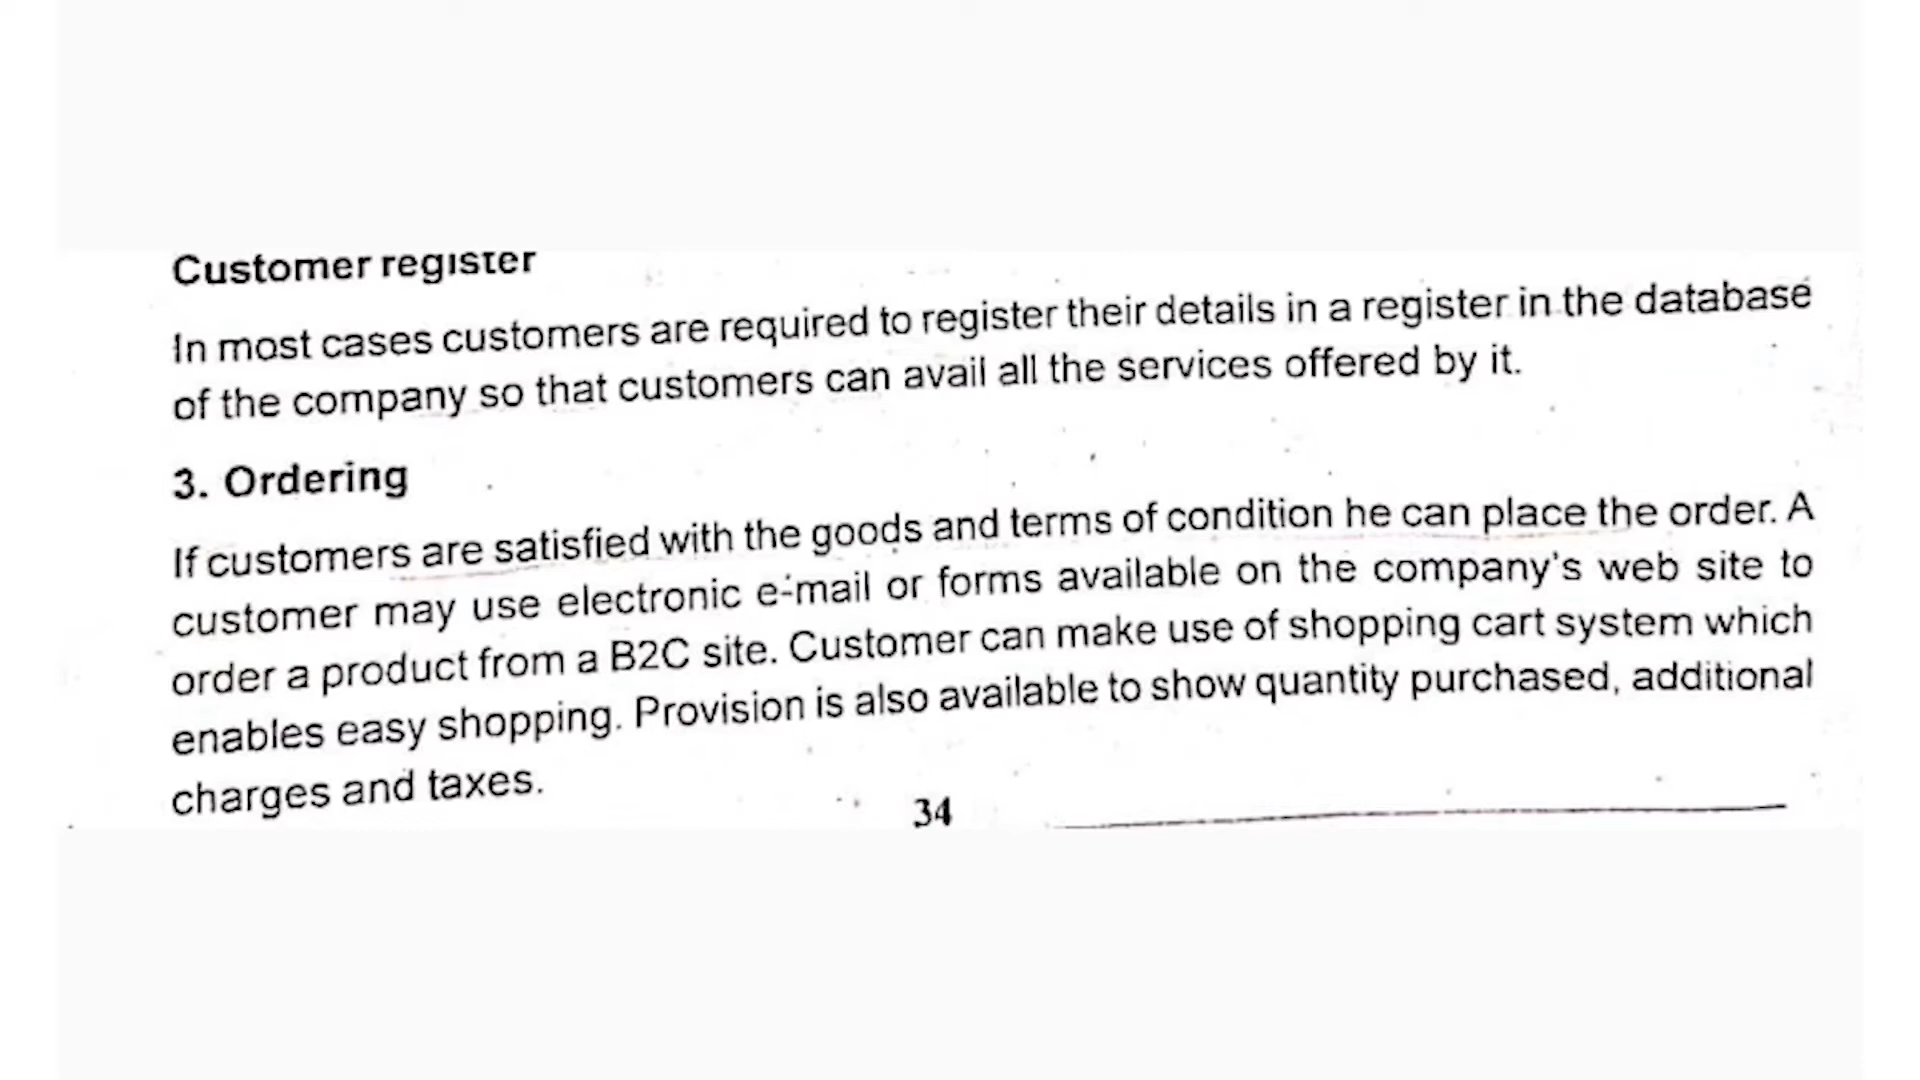 Customer register
In most cases customers are required to register their details in a register in the database
of the company so that customers can avail all the services offered by it.
3. Ordering
If customers are satisfied with the goods and terms of condition he can place the order. A
customer may use electronic e-mail or forms available on the company's web site to
order a product from a B2C site. Customer can make use of shopping cart system which
enables easy shopping. Provision is also available to show quantity purchased, additional
charges and taxes.
34